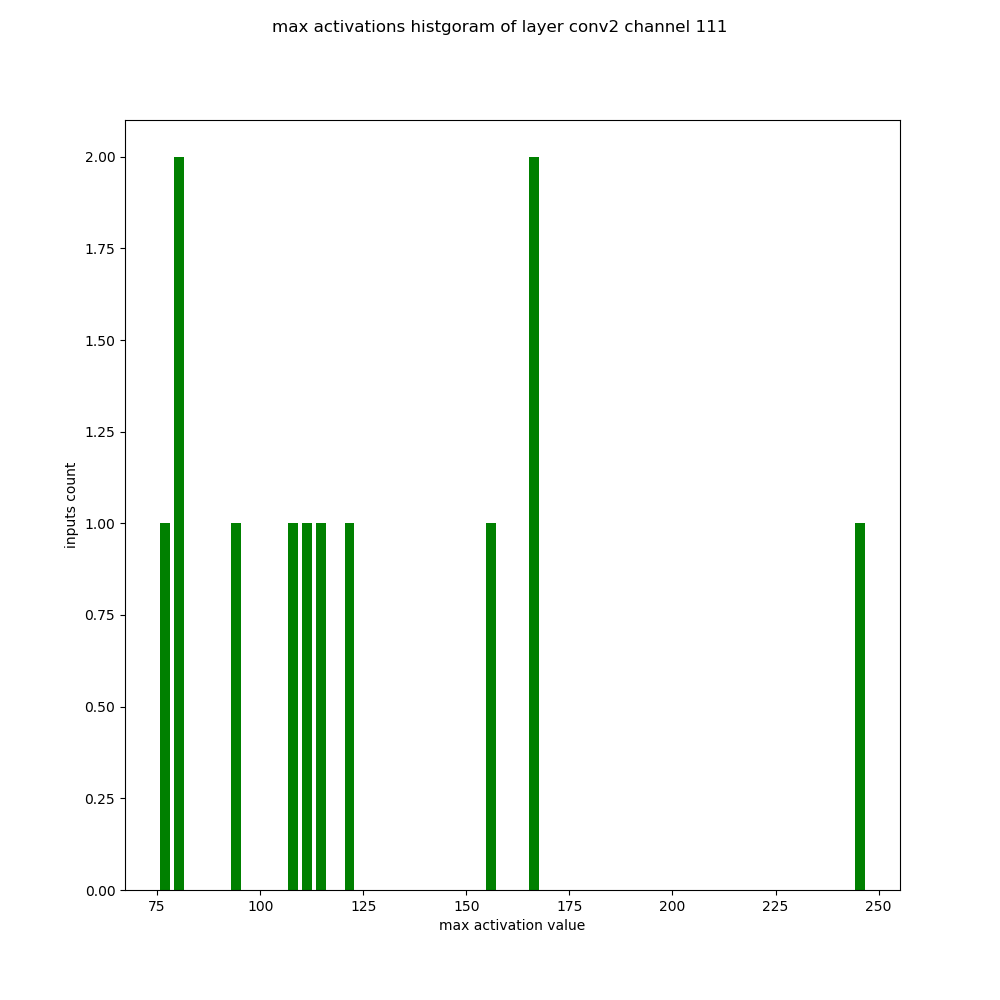 max activations histgoram of layer conv2 channel 111
2.00
1.75
1.50
1.25
1.00
0.75
0.50
0.25
0.00
inputs count
75 100 125 150 175 200 225 250
max activation value